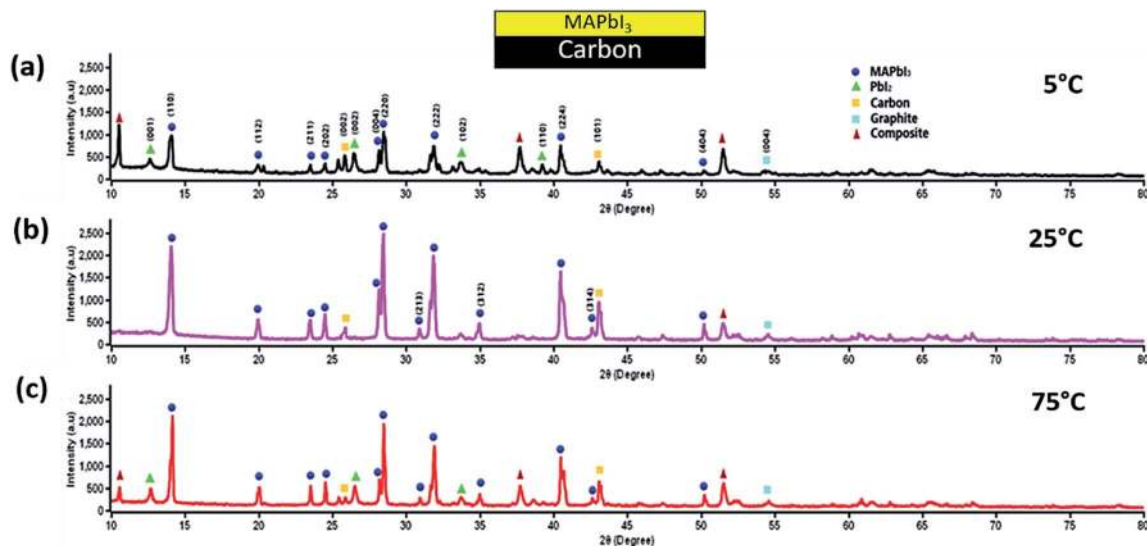 MAPbI₃
Carbon
(a)
5°C
Intensity (a.u)
2,500
2,000
1,500
1,000
500
0
(001)
(110)
(112)
(211)
(202)
(002)
(002)
(004)
(220)
(222)
(102)
(110)
(224)
(101)
(404)
(004)
MAPbI₃
PbI₂
Carbon
Graphite
Composite
10 15 20 25 30 35 40 45 50 55 60 65 70 75 80
2θ (Degree)
(b)
25°C
Intensity (a.u)
2,500
2,000
1,500
1,000
500
0
(213)
(312)
(314)
10 15 20 25 30 35 40 45 50 55 60 65 70 75 80
2θ (Degree)
(c)
75°C
Intensity (a.u)
2,500
2,000
1,500
1,000
500
0
10 15 20 25 30 35 40 45 50 55 60 65 70 75 80
2θ (Degree)